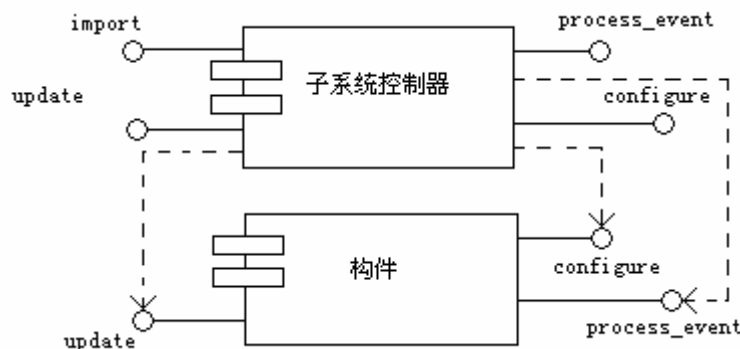 import
process_event
update
子系统控制器
configure
构件
configure
update
process_event